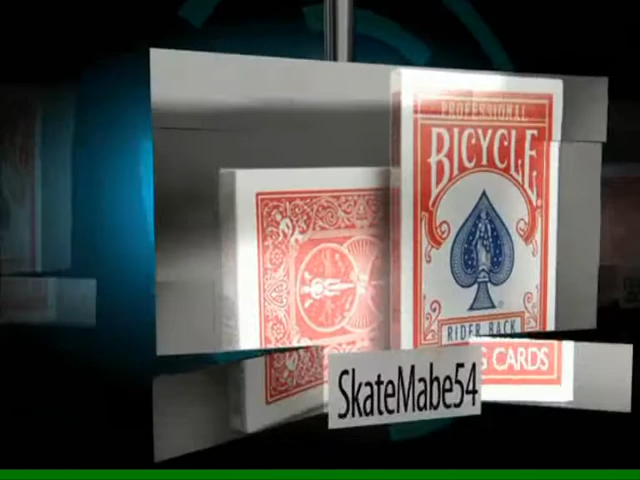 PROFESSIONAL
BICYCLE
RIDER BACK
G CARDS
SkateMabe54